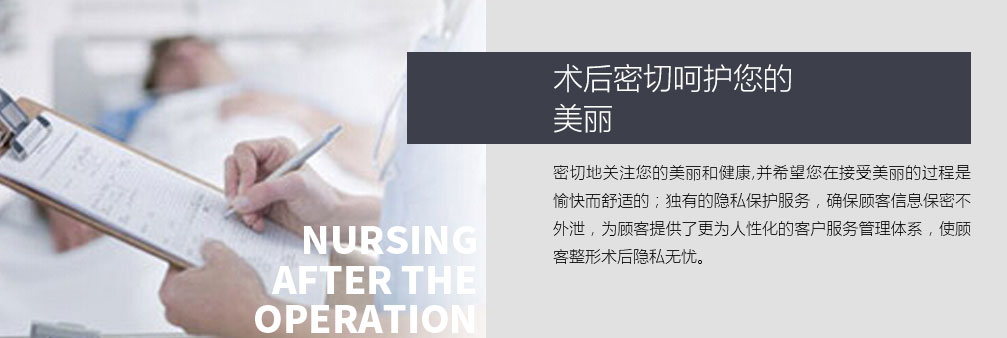 术后密切呵护您的
美丽
密切地关注您的美丽和健康,并希望您在接受美丽的过程是
愉快而舒适的；独有的隐私保护服务，确保顾客信息保密不
外泄，为顾客提供了更为人性化的客户服务管理体系，使顾
客整形术后隐私无忧。
NURSING
AFTER THE
OPERATION